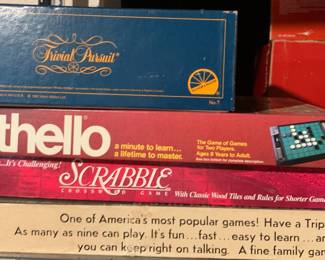 Trivial Pursuit
No. 7
thello
a minute to learn...
a lifetime to master.
The Game of Games
for Two Players.
Ages 8 Years to Adult.
...It's Challenging!
SCRABBLE
CROSSWORD GAME
With Classic Wood Tiles and Rules for Shorter Game
One of America's most popular games! Have a Trip
As many as nine can play. It's fun...fast...easy to learn...an
you can keep right on talking. A fine family gam